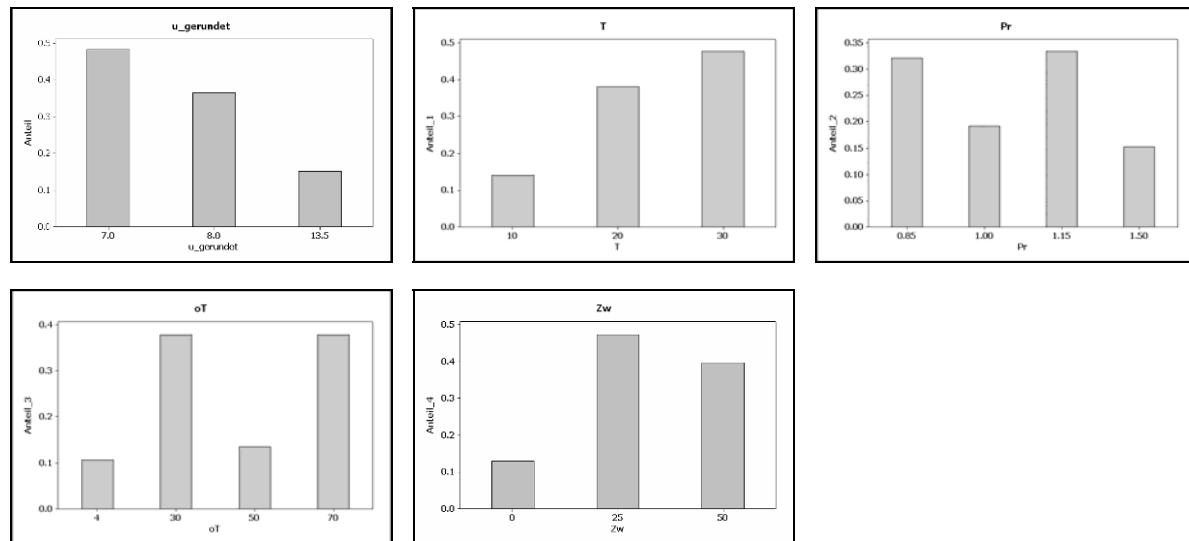 u_gerundet
Anteil
0.5
0.4
0.3
0.2
0.1
0.0
7.0 8.0 13.5
u_gerundet
T
Anteil_1
0.5
0.4
0.3
0.2
0.1
0.0
10 20 30
T
Pr
Anteil_2
0.35
0.30
0.25
0.20
0.15
0.10
0.05
0.00
0.85 1.00 1.15 1.50
Pr
oT
Anteil_3
0.4
0.3
0.2
0.1
0.0
4 30 50 70
oT
Zw
Anteil_4
0.5
0.4
0.3
0.2
0.1
0.0
0 25 50
Zw